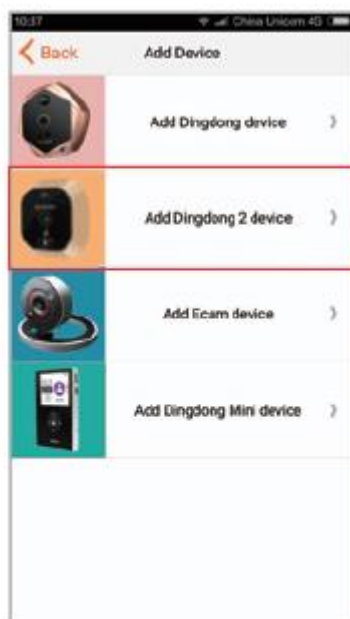 10:37 China Unicom 4G
Back Add Device
Add Dingdong device
Add Dingdong 2 device
Add Ecam device
Add Dingdong Mini device